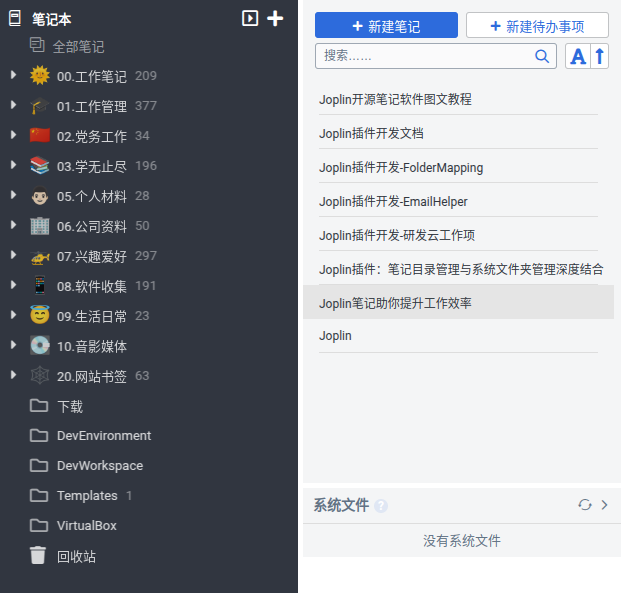 笔记本
全部笔记
00.工作笔记 209
01.工作管理 377
02.党务工作 34
03.学无止尽 196
05.个人材料 28
06.公司资料 50
07.兴趣爱好 297
08.软件收集 191
09.生活日常 23
10.音影媒体
20.网站书签 63
下载
DevEnvironment
DevWorkspace
Templates 1
VirtualBox
回收站
新建笔记
新建待办事项
搜索......
A
Joplin开源笔记软件图文教程
Joplin插件开发文档
Joplin插件开发-FolderMapping
Joplin插件开发-EmailHelper
Joplin插件开发-研发云工作项
Joplin插件：笔记目录管理与系统文件夹管理深度结合
Joplin笔记助你提升工作效率
Joplin
系统文件 ?
没有系统文件